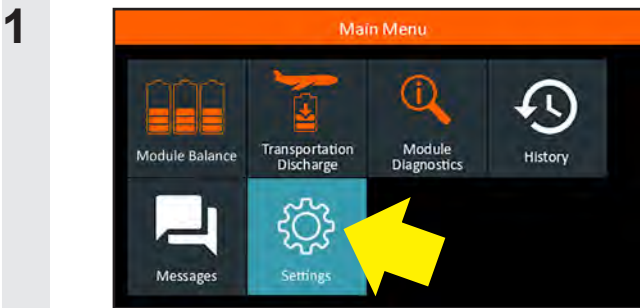 1
Main Menu
Module Balance
Transportation
Discharge
Module
Diagnostics
History
Messages
Settings